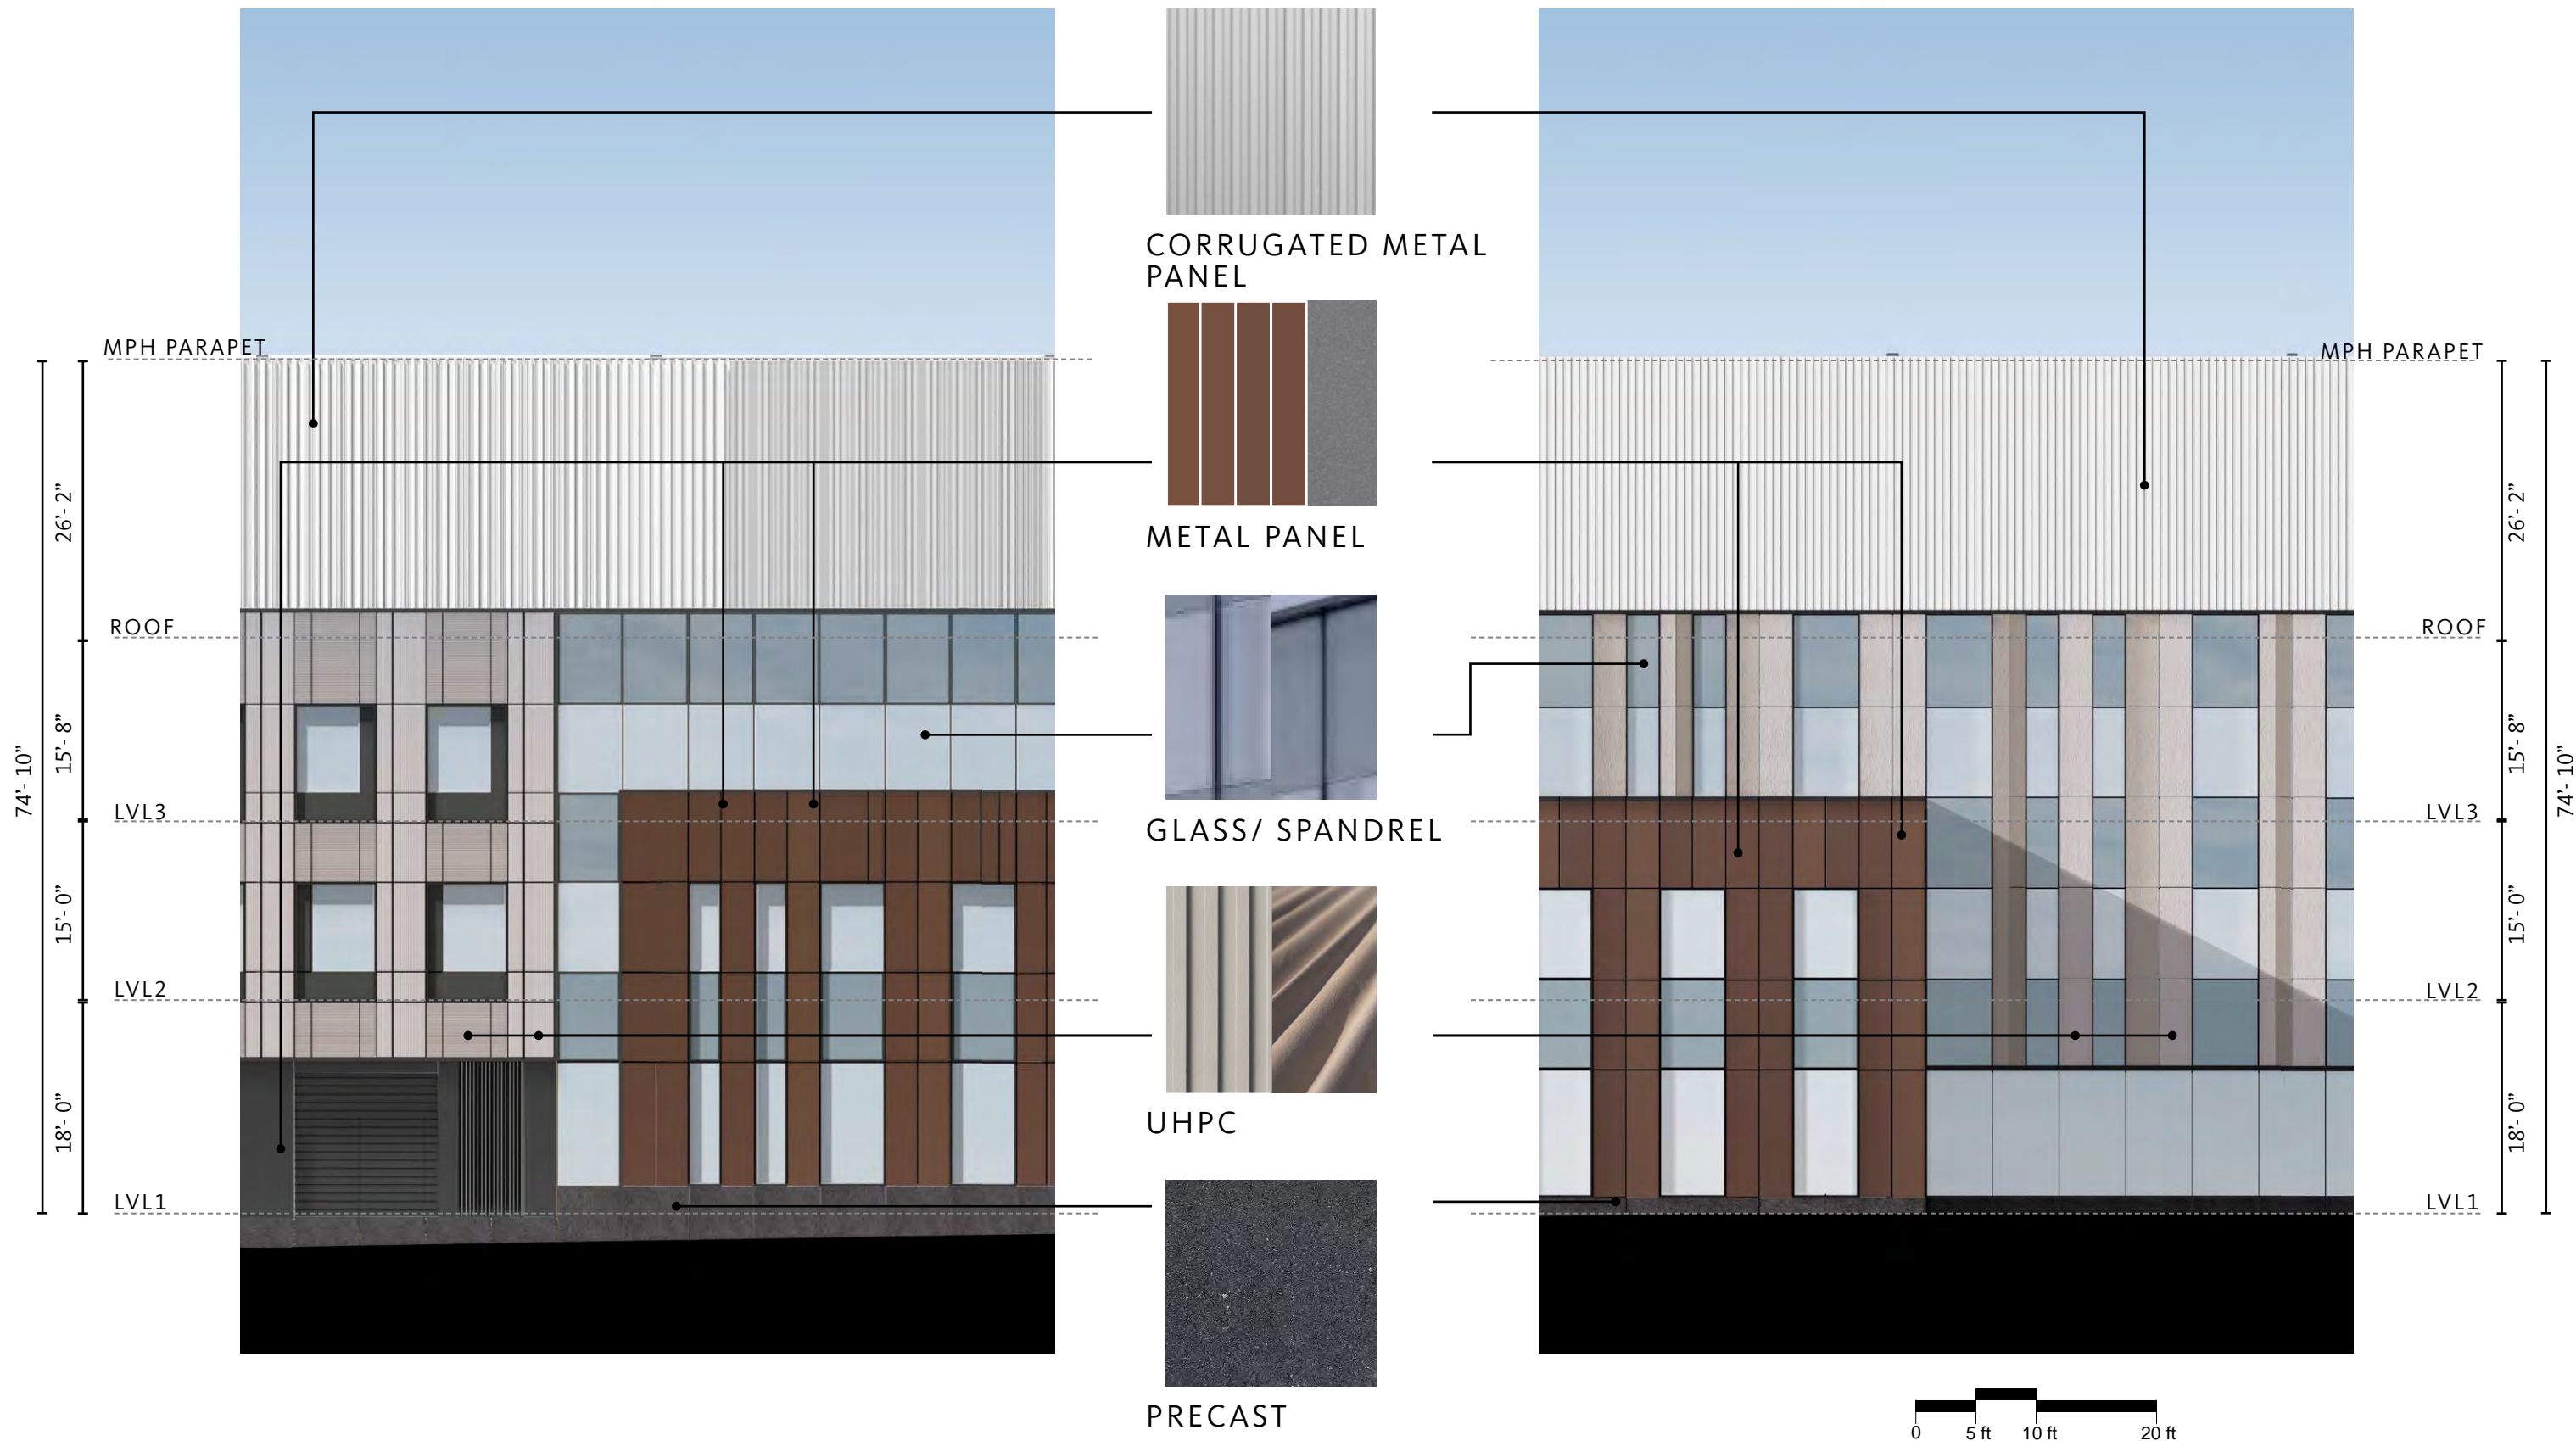 CORRUGATED METAL
PANEL
METAL PANEL
GLASS/ SPANDREL
UHPC
PRECAST
MPH PARAPET
ROOF
LVL3
LVL2
LVL1
74'- 10"
26'- 2"
15'- 8"
15'- 0"
18'- 0"
MPH PARAPET
ROOF
LVL3
LVL2
LVL1
26'- 2"
15'- 8"
15'- 0"
18'- 0"
74'- 10"
0 5 ft 10 ft 20 ft